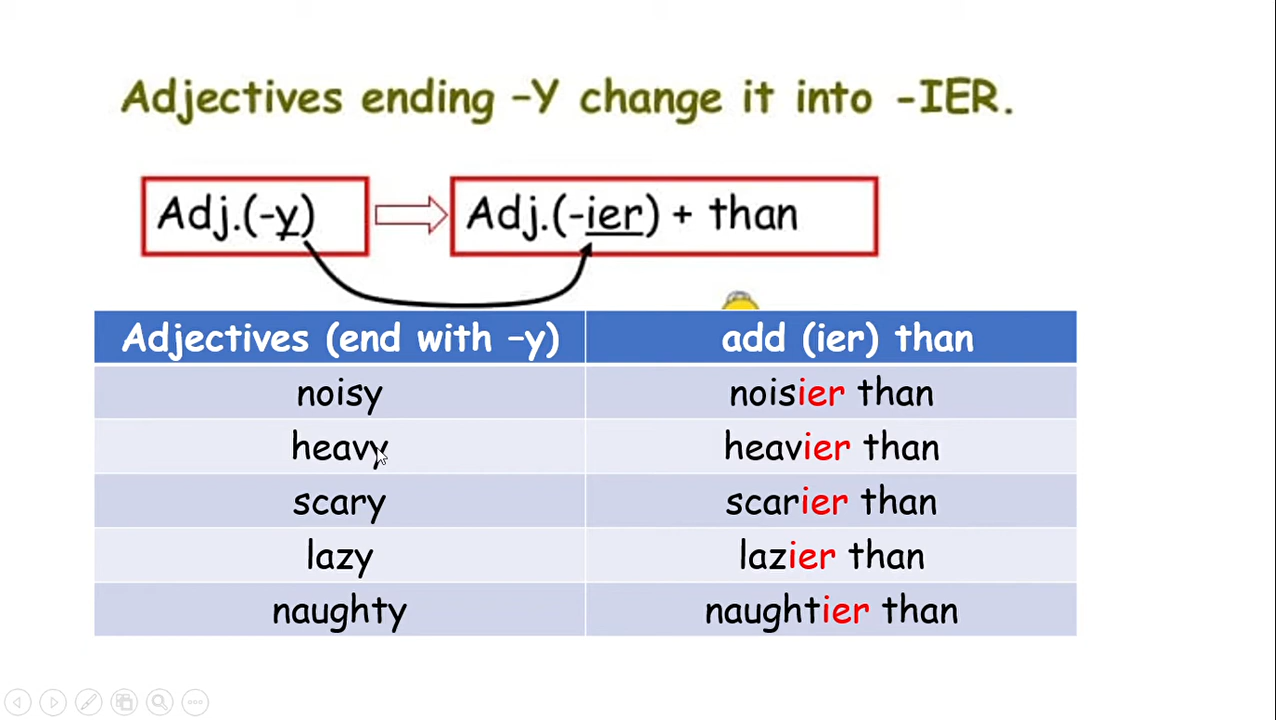 Adjectives ending –Y change it into -IER.
Adj.(-y) Adj.(-ier) + than
Adjectives (end with –y) add (ier) than
noisy noisier than
heavy heavier than
scary scarier than
lazy lazier than
naughty naughtier than